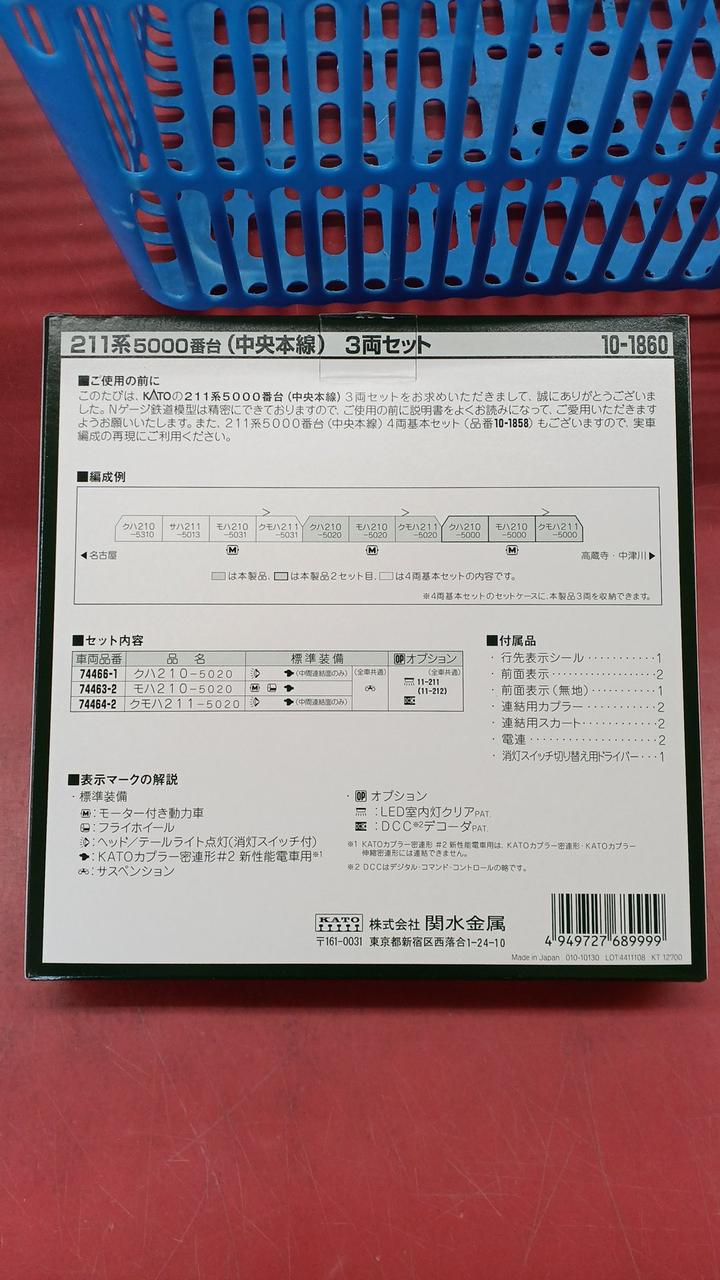 211系5000番台(中央本線) 3両セット 10-1860
■ご使用の前に
このたびは、KATOの211系5000番台(中央本線)3両セットをお求めいただきまして、誠にありがとうございま
した。Nゲージ鉄道模型は精密にできておりますので、ご使用の前に説明書をよくお読みになって、ご愛用いただきます
ようお願いいたします。また、211系5000番台(中央本線)4両基本セット(品番10-1858)もございますので、実車
編成の再現にご利用ください。
■編成例
クハ210-5310 サハ211-5013 モハ210-5031 クモハ211-5031 クハ210-5020 モハ210-5020 クモハ211-5020 クハ210-5000 モハ210-5000 クモハ211-5000
M M M
◀名古屋 高蔵寺・中津川▶
は本製品、 は本製品2セット目、 は4両基本セットの内容です。
※4両基本セットのセットケースに、本製品3両を収納できます。
■セット内容
車両品番 品名 標準装備 OPオプション
74466-1 クハ210-5020 (中間連結面のみ) (全車共通) (全車共通)
74463-2 モハ210-5020 M 11-211 (11-212)
74464-2 クモハ211-5020 (中間連結面のみ)
■付属品
・行先表示シール…………1
・前面表示…………2
・前面表示(無地)…………1
・連結用カプラー…………2
・連結用スカート…………2
・電連…………2
・消灯スイッチ切り替え用ドライバー…1
■表示マークの解説
・標準装備
M:モーター付き動力車
:フライホイール
:ヘッド/テールライト点灯(消灯スイッチ付)
:KATOカプラー密連形#2 新性能電車用※1
:サスペンション
・OPオプション
:LED室内灯クリアPAT.
:DCC※2デコーダPAT.
※1 KATOカプラー密連形 #2 新性能電車用は、KATOカプラー密連形・KATOカプラー
伸縮密連形には連結できません。
※2 DCCはデジタル・コマンド・コントロールの略です。
KATO 株式会社 関水金属
〒161-0031 東京都新宿区西落合1-24-10
4 949727 689999
Made in Japan 010-10130 LOT:4411108 KT 12700